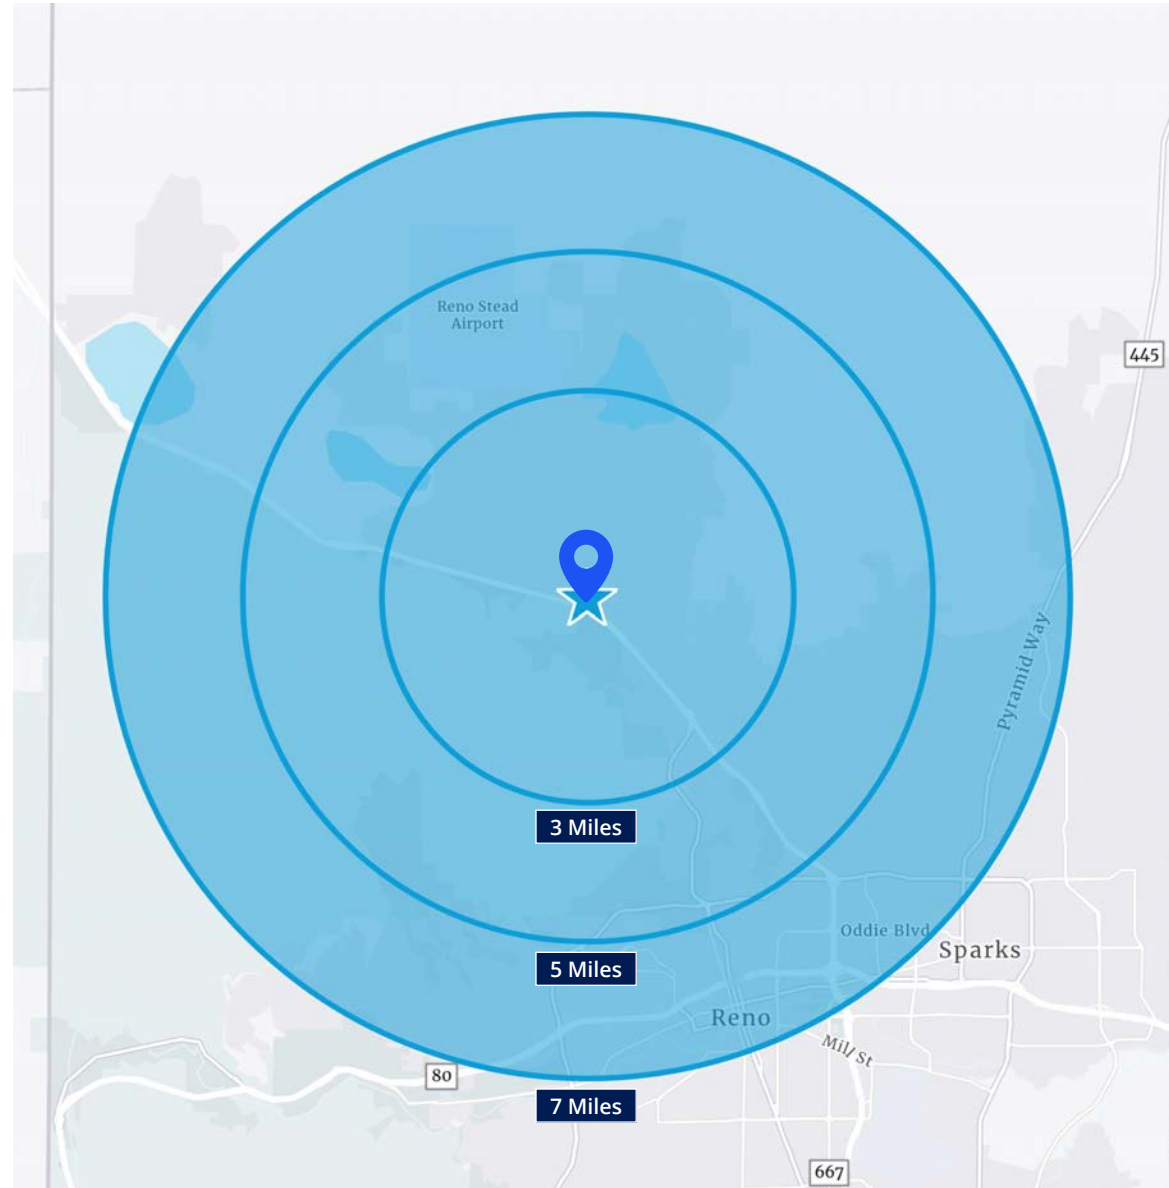 Reno Stead
Airport
445
Pyramid Way
3 Miles
Oddie Blvd
Sparks
5 Miles
Reno
Mill St
80
7 Miles
667